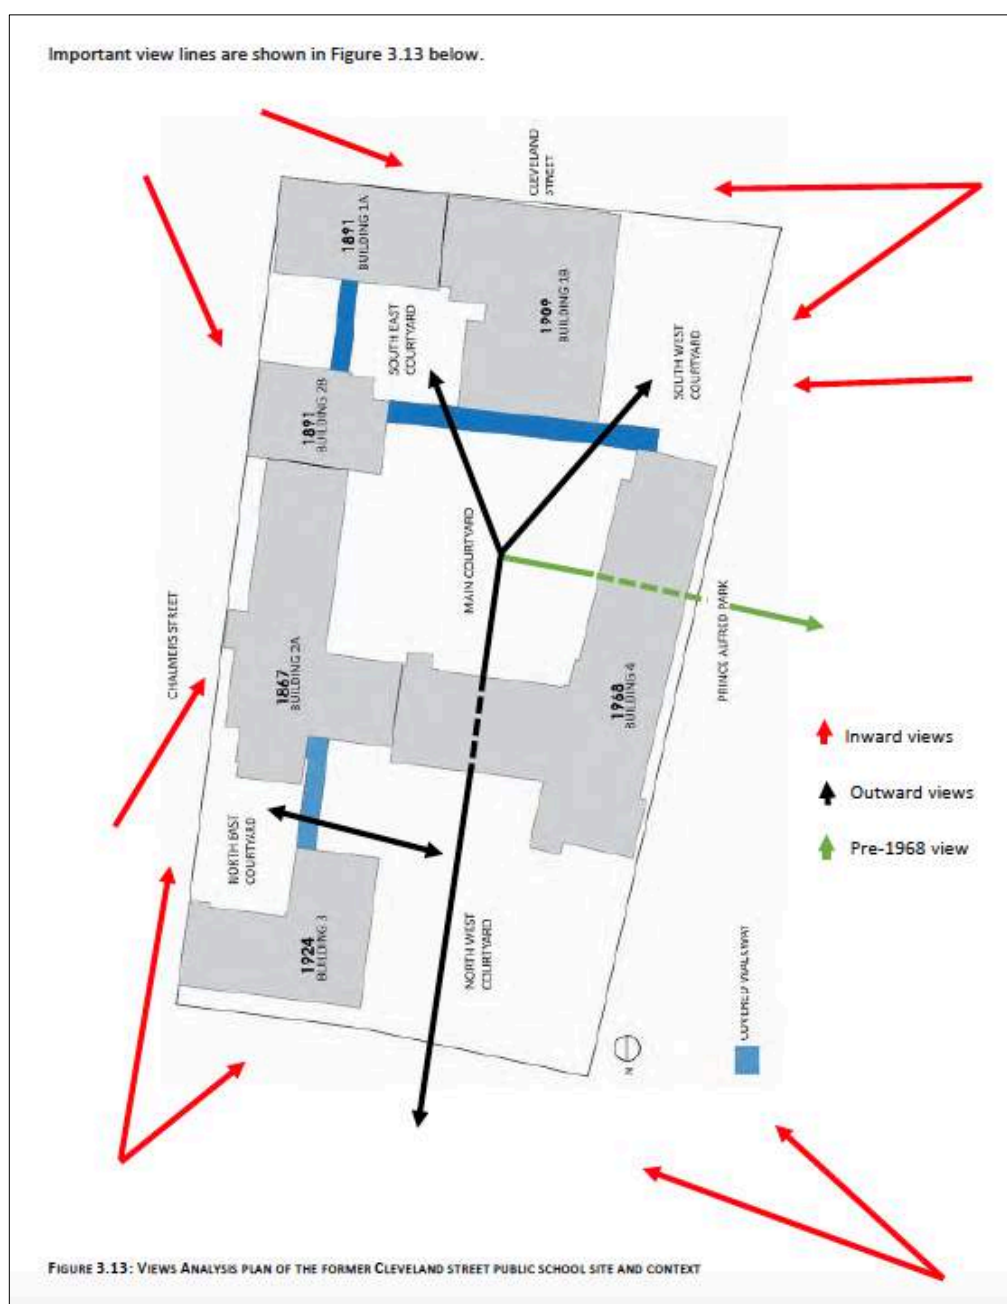 Important view lines are shown in Figure 3.13 below.
CLEVELAND
STREET
1891
BUILDING 1A
1909
BUILDING 1B
SOUTH EAST
COURTYARD
SOUTH WEST
COURTYARD
1891
BUILDING 2B
MAIN COURTYARD
CHALMERS STREET
1867
BUILDING 2A
1968
BUILDING 4
PRINCE ALFRED PARK
Inward views
Outward views
Pre-1968 view
NORTH EAST
COURTYARD
1924
BUILDING 3
NORTH WEST
COURTYARD
COVERED WALKWAY
N
FIGURE 3.13: VIEWS ANALYSIS PLAN OF THE FORMER CLEVELAND STREET PUBLIC SCHOOL SITE AND CONTEXT